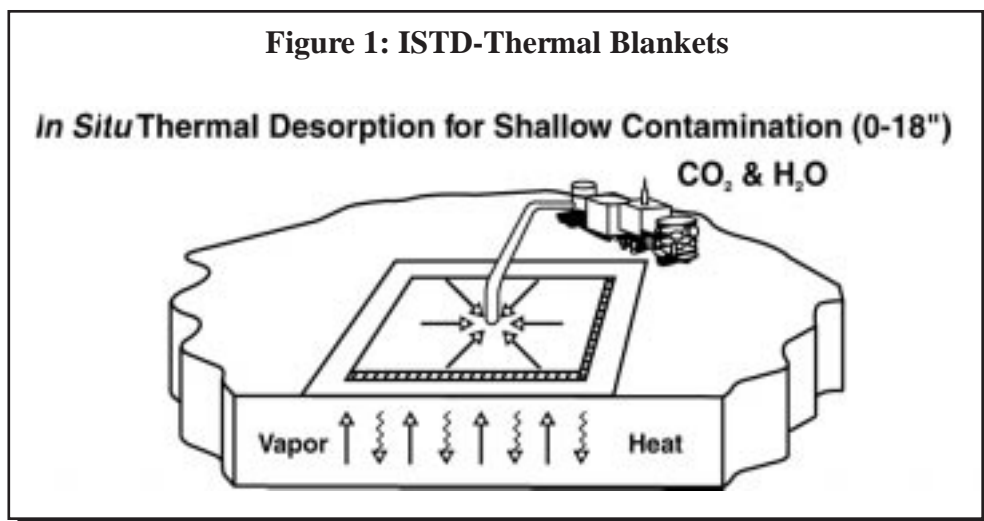 Figure 1: ISTD-Thermal Blankets
In Situ Thermal Desorption for Shallow Contamination (0-18")
CO₂ & H₂O
Vapor
Heat